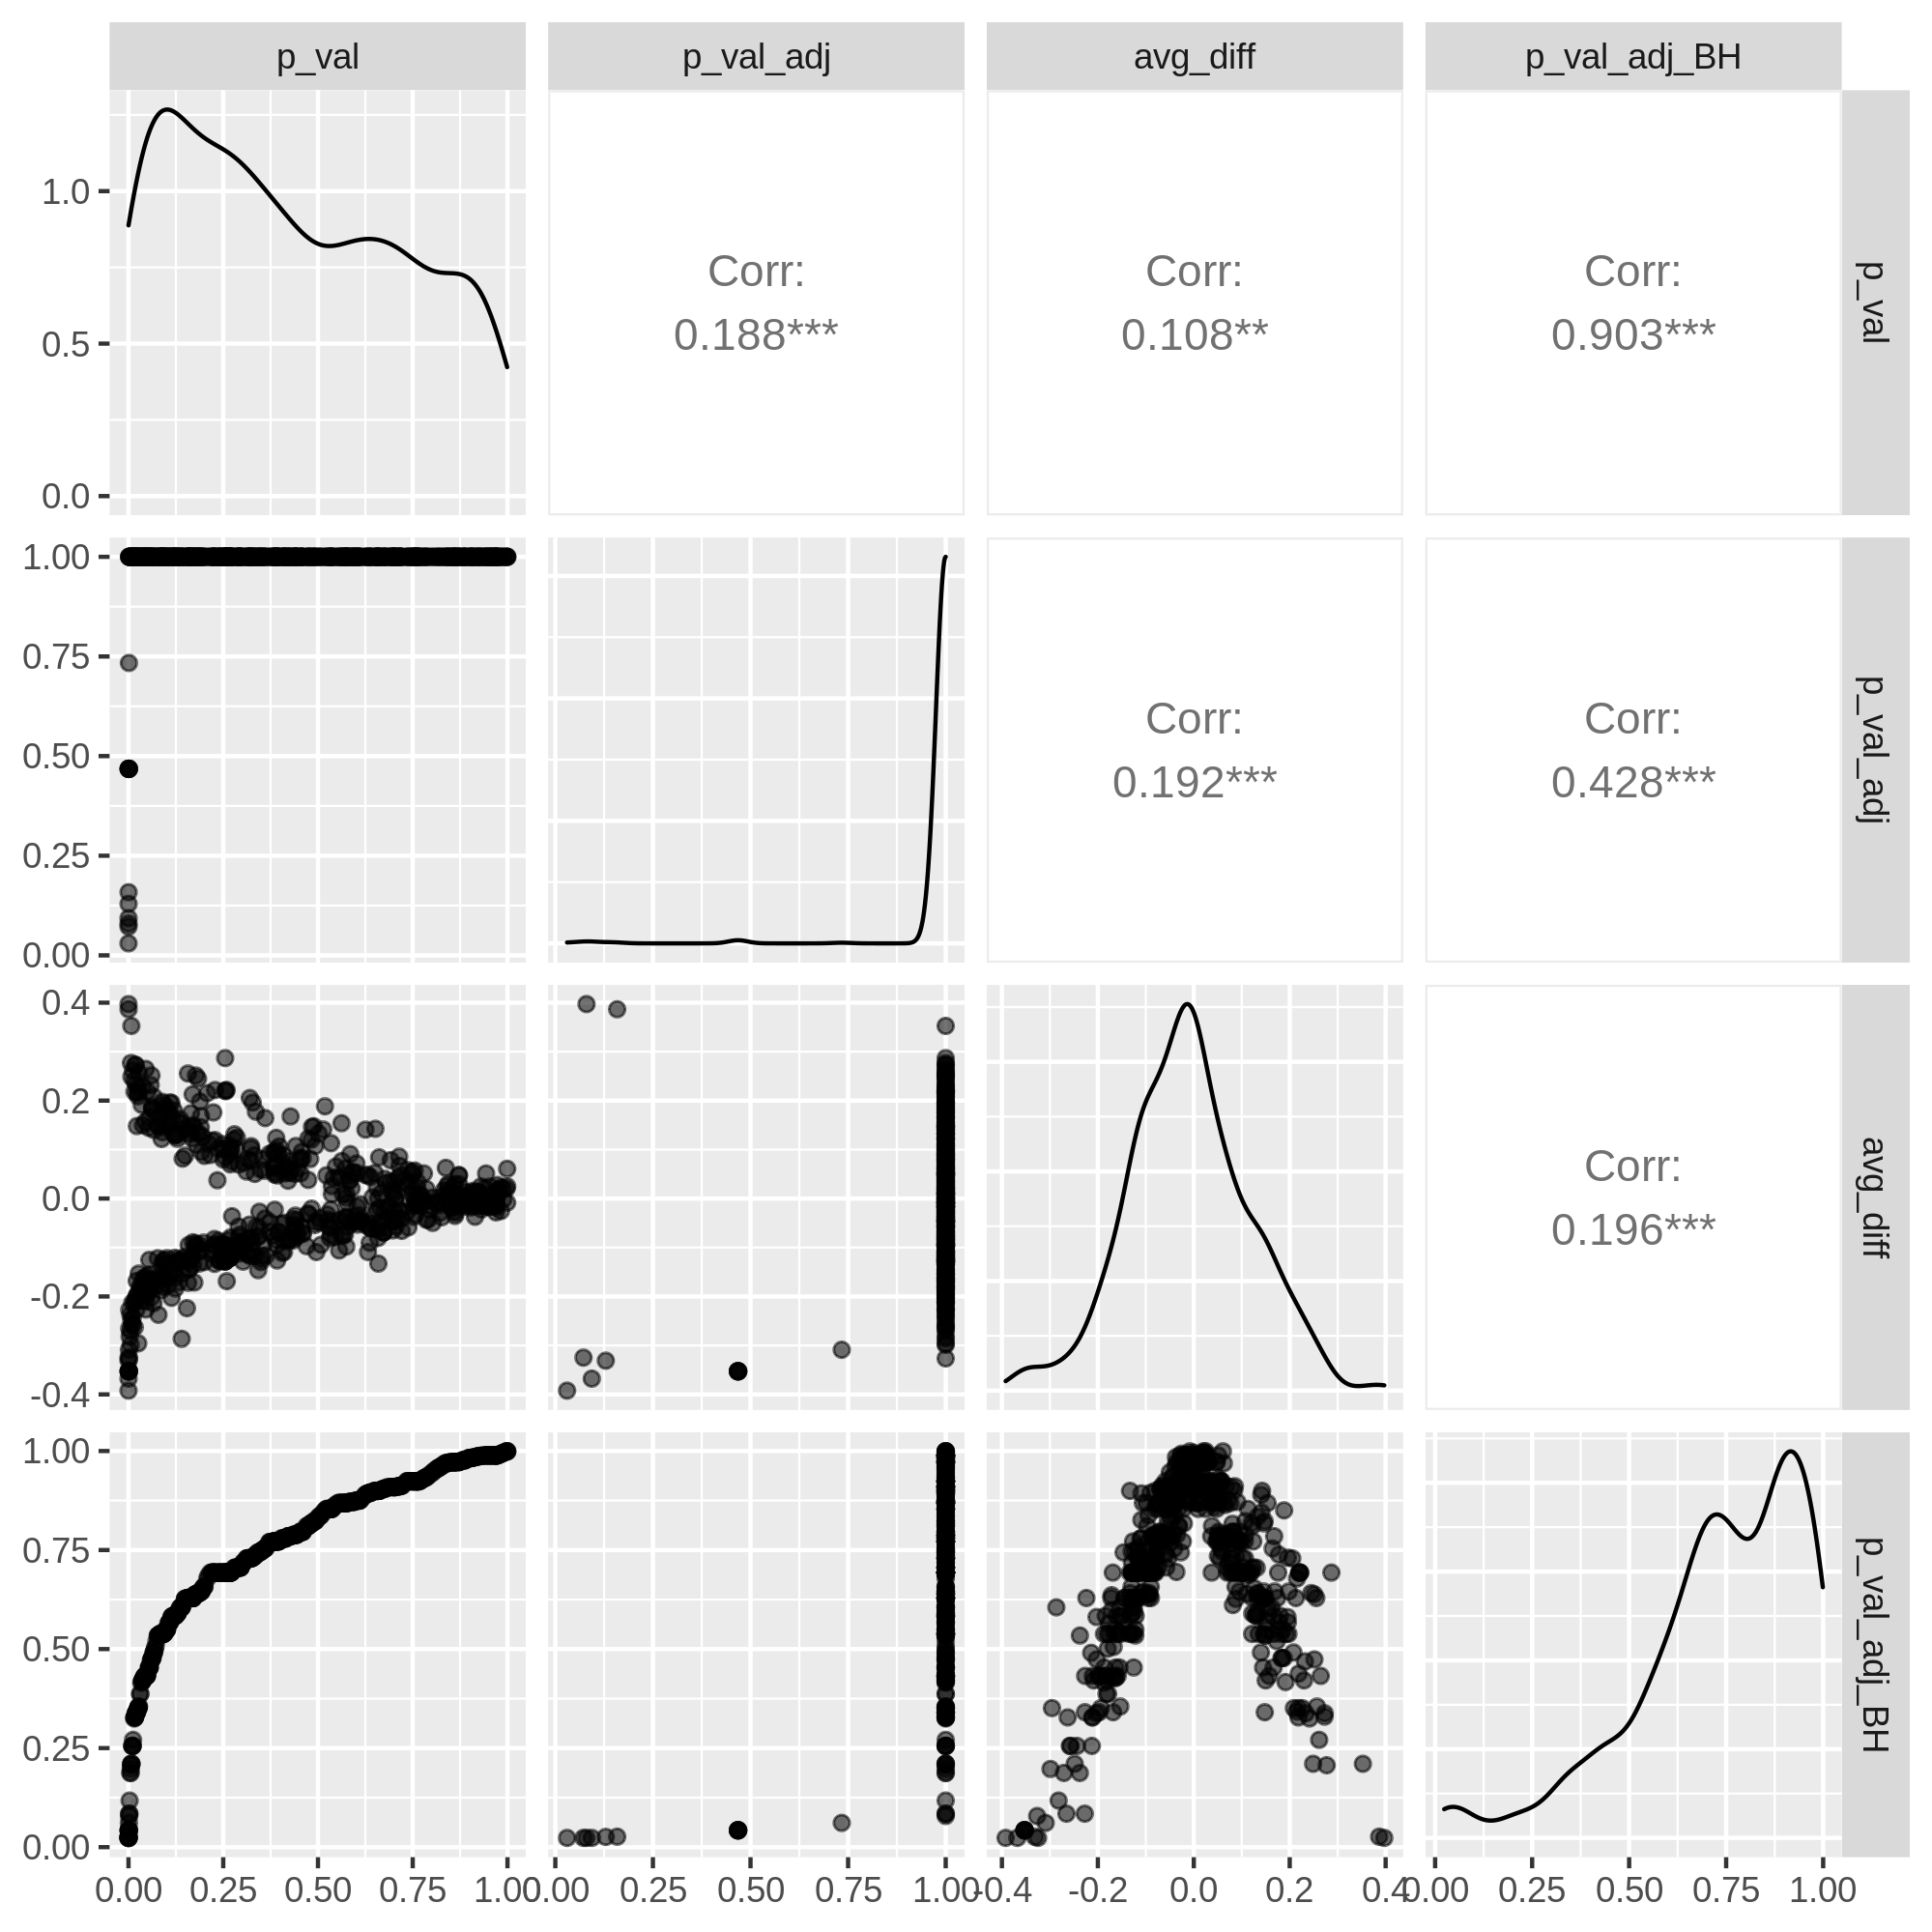 p_val p_val_adj avg_diff p_val_adj_BH
1.0
0.5
0.0
Corr:
0.188***
Corr:
0.108**
Corr:
0.903***
p_val
1.00
0.75
0.50
0.25
0.00
Corr:
0.192***
Corr:
0.428***
p_val_adj
0.4
0.2
0.0
-0.2
-0.4
Corr:
0.196***
avg_diff
1.00
0.75
0.50
0.25
0.00
p_val_adj_BH
0.00 0.25 0.50 0.75 1.00
0.00 0.25 0.50 0.75 1.00
-0.4 -0.2 0.0 0.2 0.4
0.00 0.25 0.50 0.75 1.00